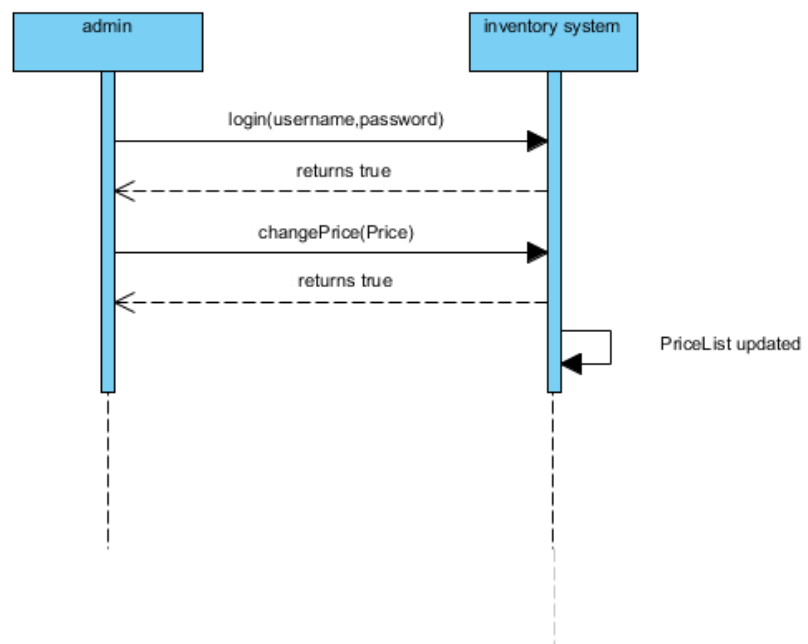 admin
inventory system
login(username,password)
returns true
changePrice(Price)
returns true
PriceList updated